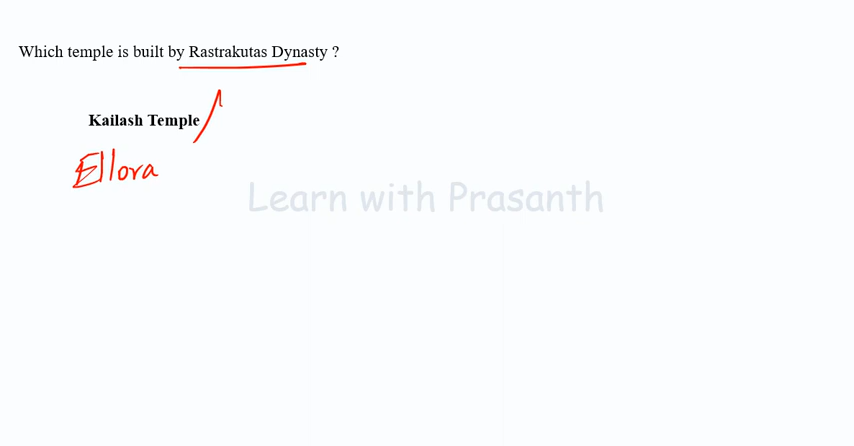 Which temple is built by Rastrakutas Dynasty ?
Kailash Temple
Ellora
Learn with Prasanth